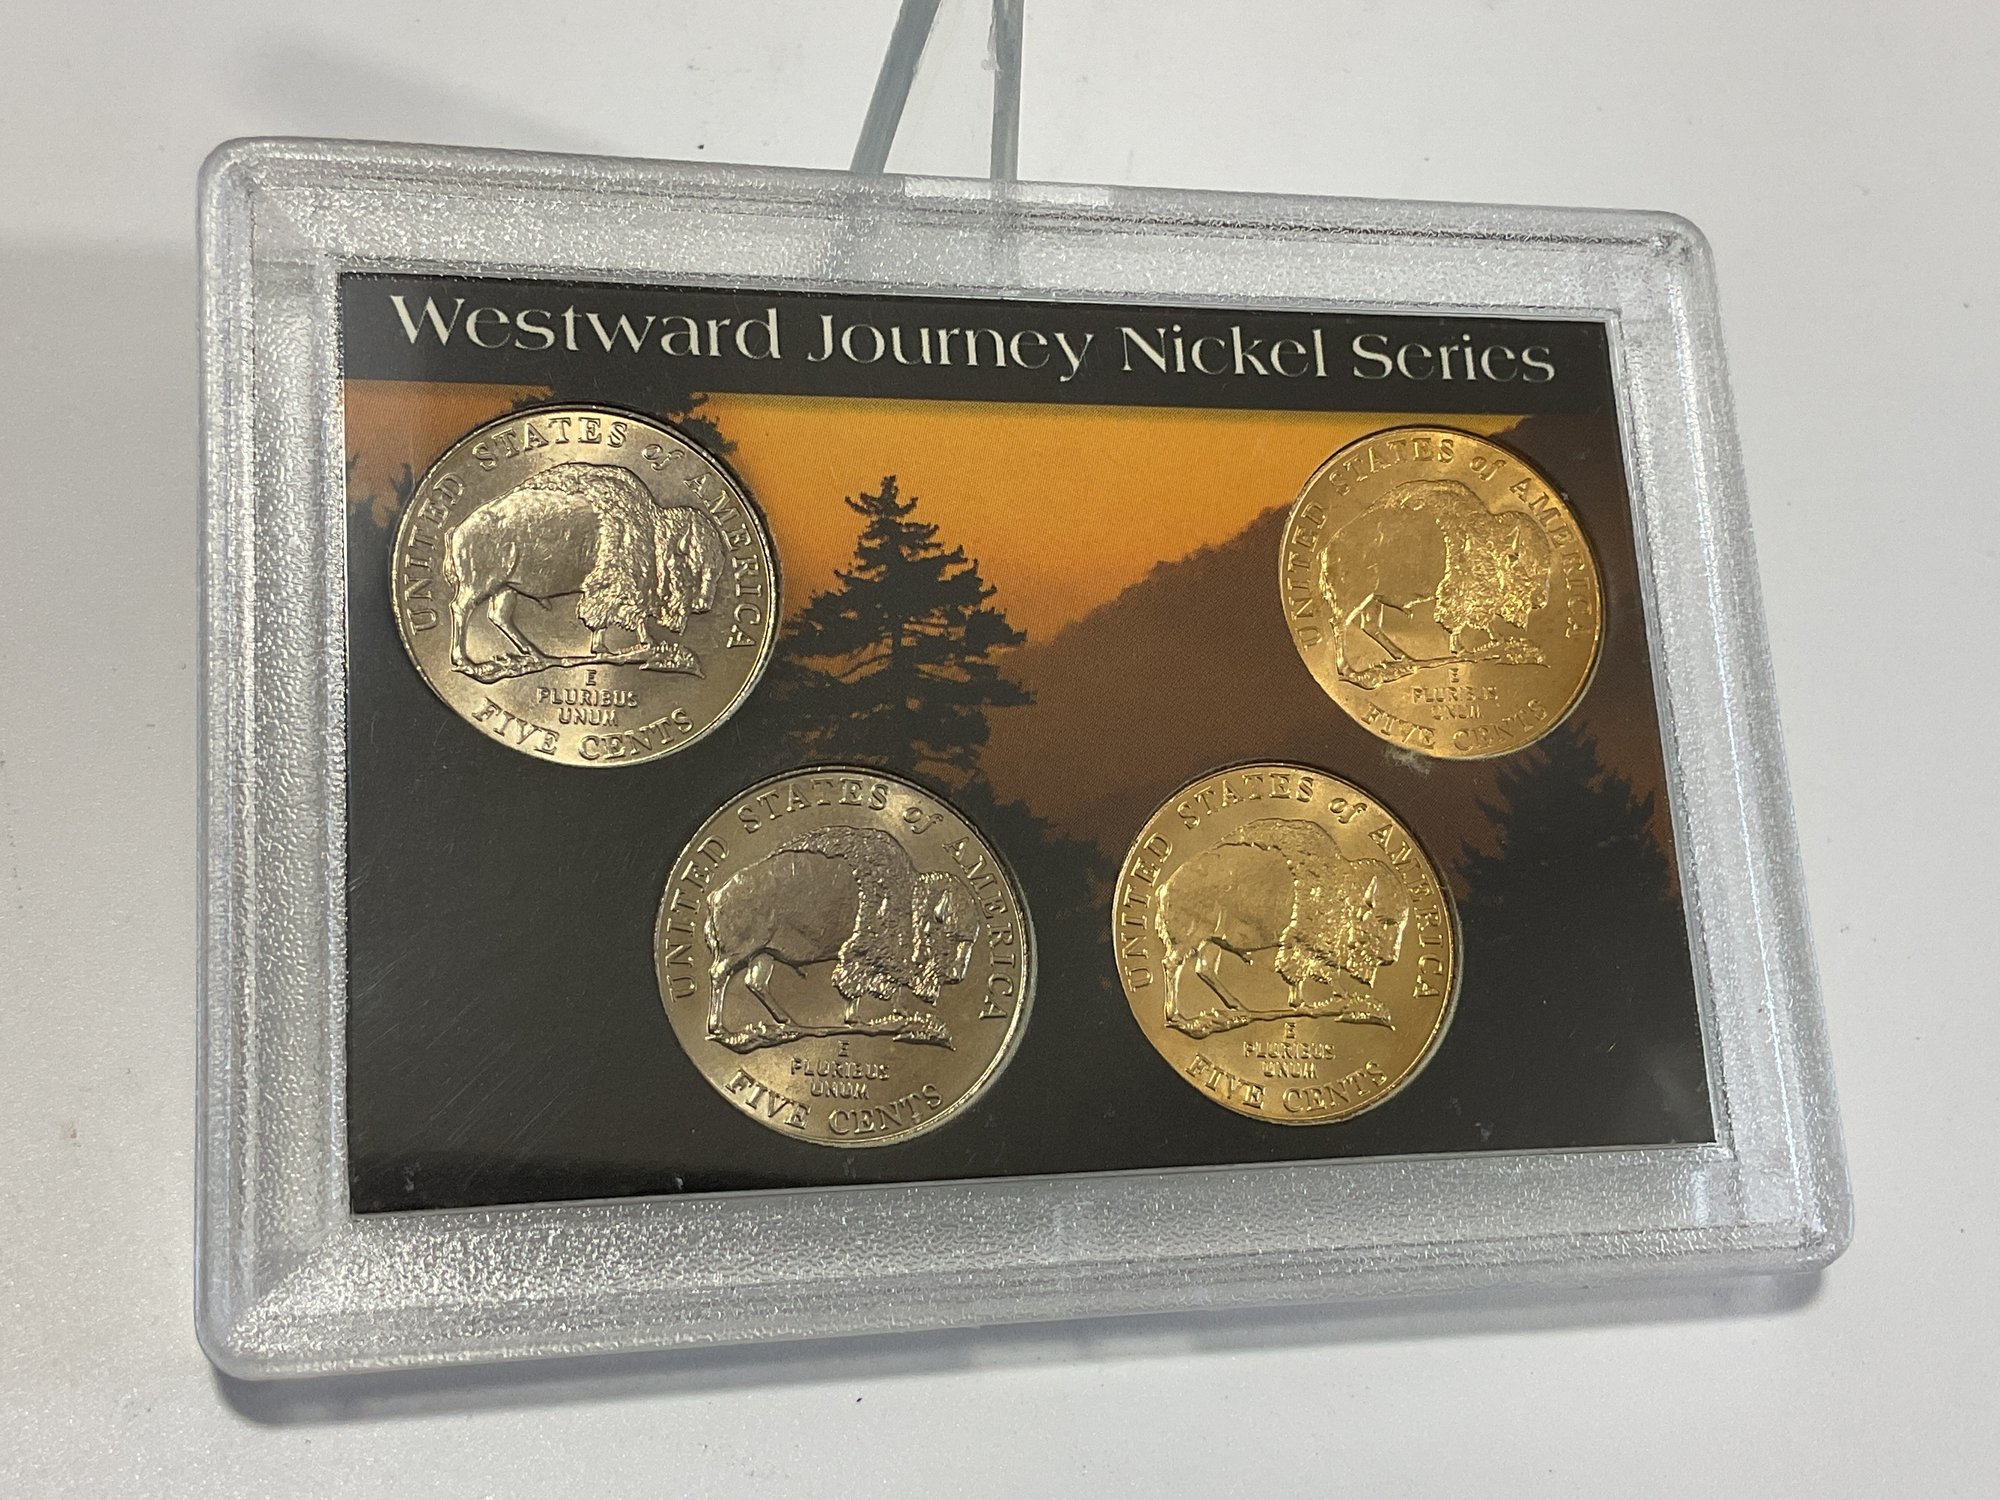 Westward Journey Nickel Series
UNITED STATES of AMERICA
E
PLURIBUS
UNUM
FIVE CENTS
UNITED STATES of AMERICA
E
PLURIBUS
UNUM
FIVE CENTS
UNITED STATES of AMERICA
E
PLURIBUS
UNUM
FIVE CENTS
UNITED STATES of AMERICA
E
PLURIBUS
UNUM
FIVE CENTS